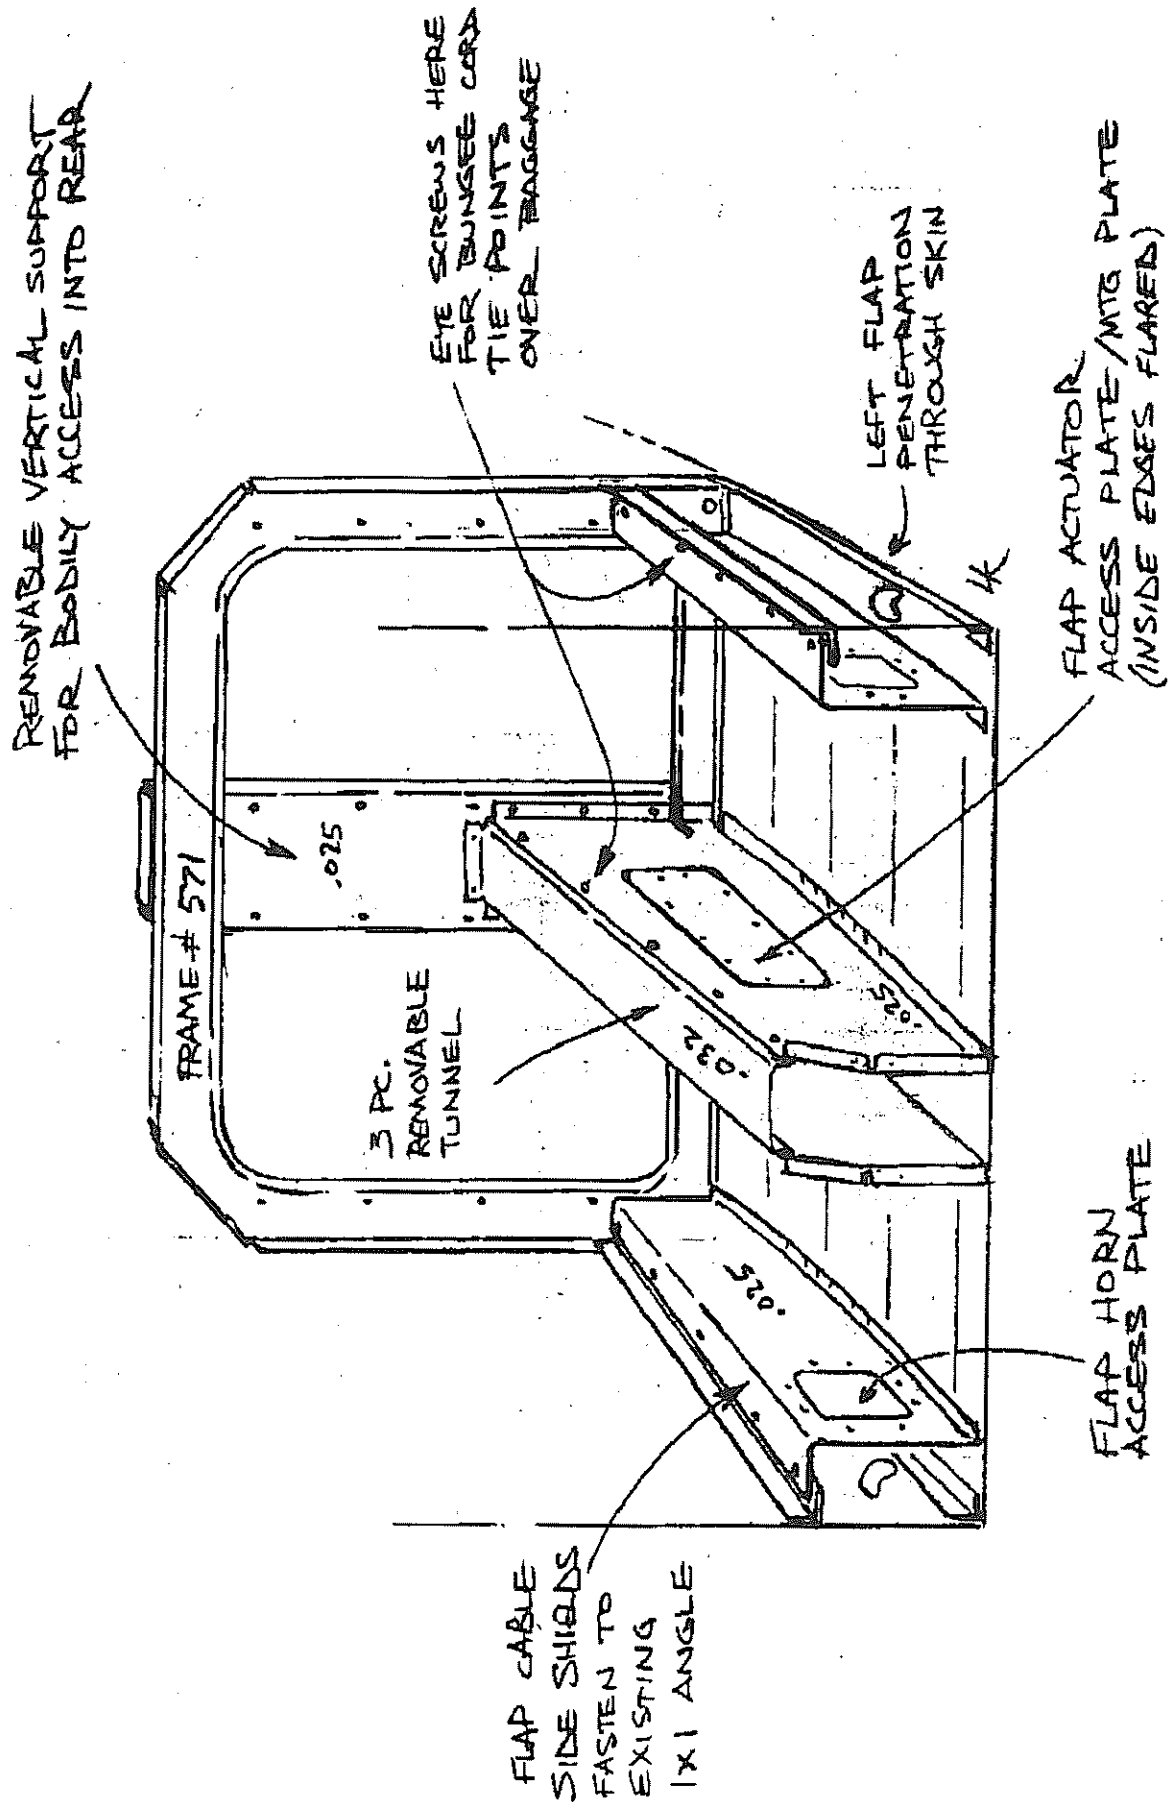 REMOVABLE VERTICAL SUPPORT
FOR BODILY ACCESS INTO REAR
EYE SCREWS HERE
FOR BUNGEE CORD
TIE POINTS
OVER BAGGAGE
FRAME # 571
.025
3 PC.
REMOVABLE
TUNNEL
.032
.025
.025
LEFT FLAP
PENETRATION
THROUGH SKIN
FLAP ACTUATOR
ACCESS PLATE/MTG PLATE
(INSIDE EDGES FLARED)
FLAP CABLE
SIDE SHIELDS
FASTEN TO
EXISTING
1X1 ANGLE
FLAP HORN
ACCESS PLATE